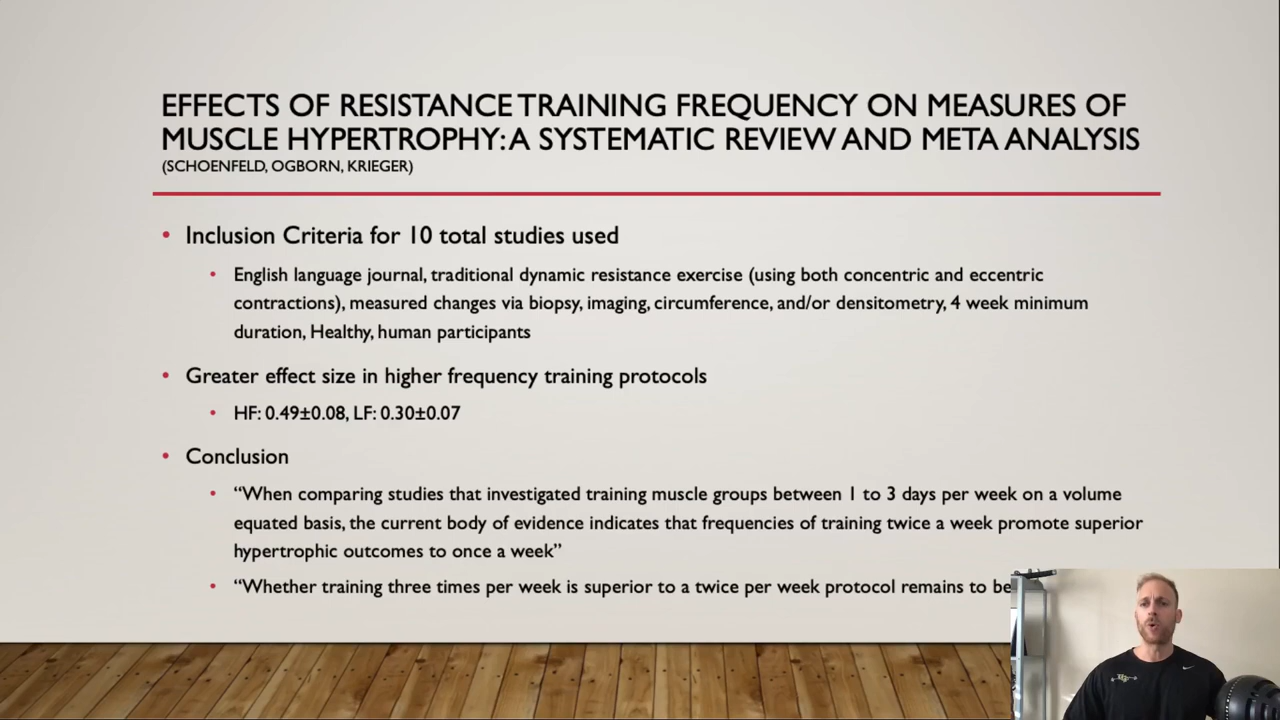 EFFECTS OF RESISTANCE TRAINING FREQUENCY ON MEASURES OF
MUSCLE HYPERTROPHY: A SYSTEMATIC REVIEW AND META ANALYSIS
(SCHOENFELD, OGBORN, KRIEGER)
• Inclusion Criteria for 10 total studies used
• English language journal, traditional dynamic resistance exercise (using both concentric and eccentric
contractions), measured changes via biopsy, imaging, circumference, and/or densitometry, 4 week minimum
duration, Healthy, human participants
• Greater effect size in higher frequency training protocols
• HF: 0.49±0.08, LF: 0.30±0.07
• Conclusion
• “When comparing studies that investigated training muscle groups between 1 to 3 days per week on a volume
equated basis, the current body of evidence indicates that frequencies of training twice a week promote superior
hypertrophic outcomes to once a week”
• “Whether training three times per week is superior to a twice per week protocol remains to be